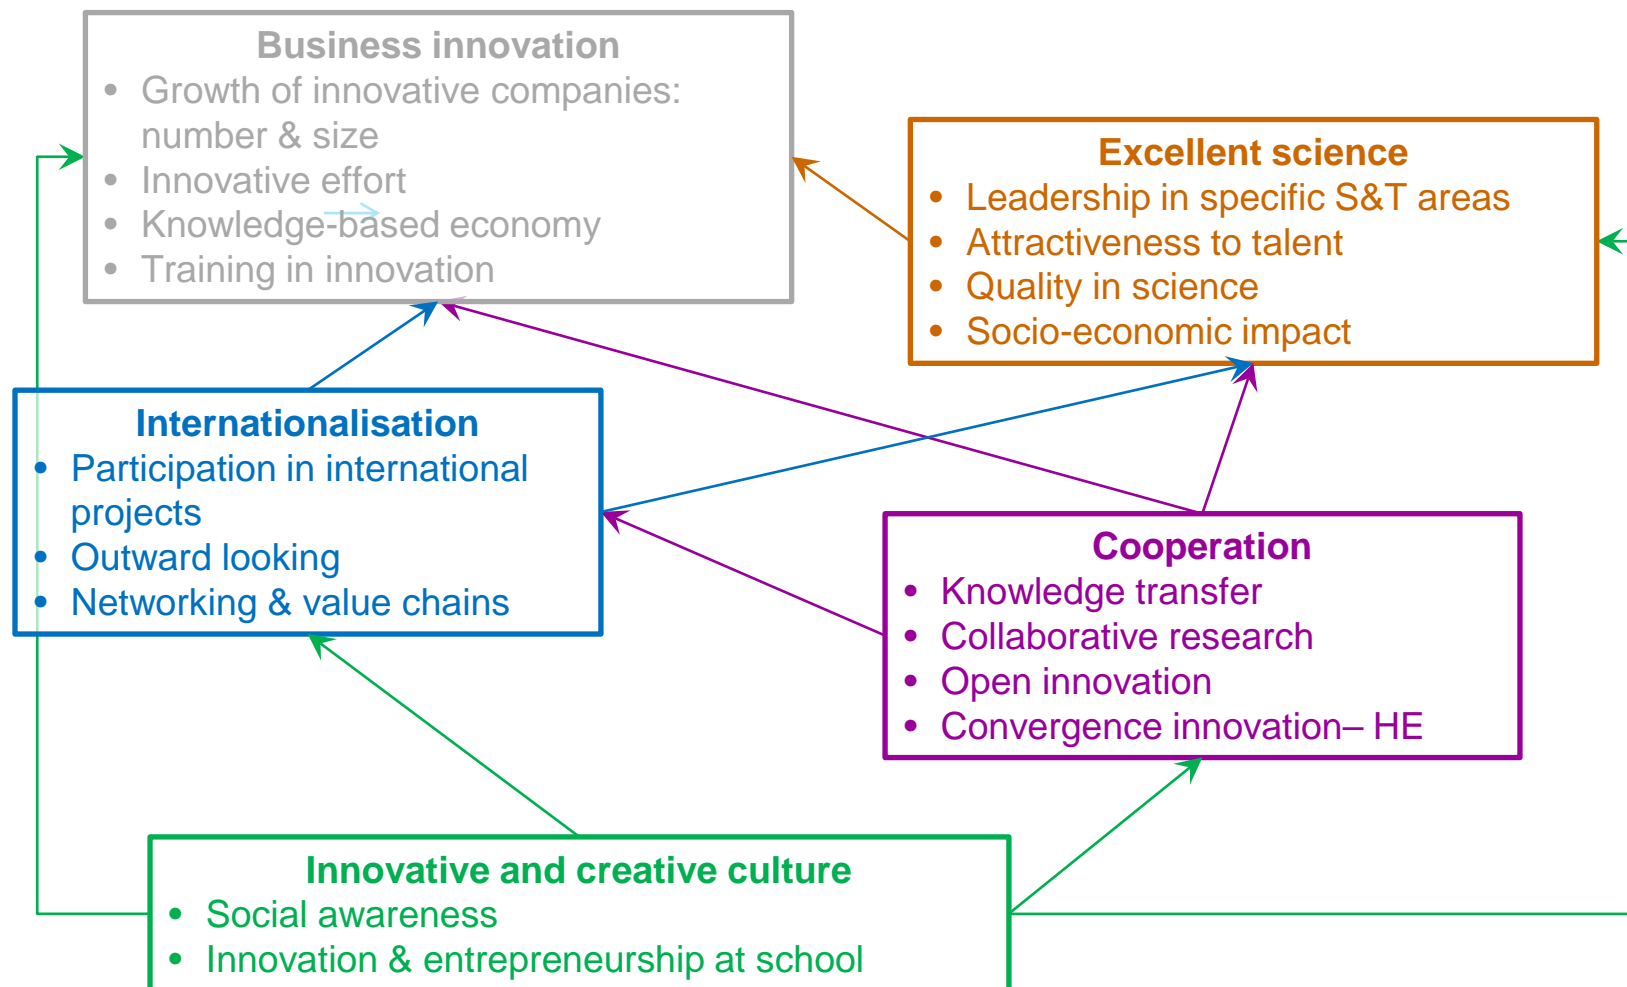 Business innovation
• Growth of innovative companies:
number & size
• Innovative effort
• Knowledge-based economy
• Training in innovation
Excellent science
• Leadership in specific S&T areas
• Attractiveness to talent
• Quality in science
• Socio-economic impact
Internationalisation
• Participation in international
projects
• Outward looking
• Networking & value chains
Cooperation
• Knowledge transfer
• Collaborative research
• Open innovation
• Convergence innovation– HE
Innovative and creative culture
• Social awareness
• Innovation & entrepreneurship at school